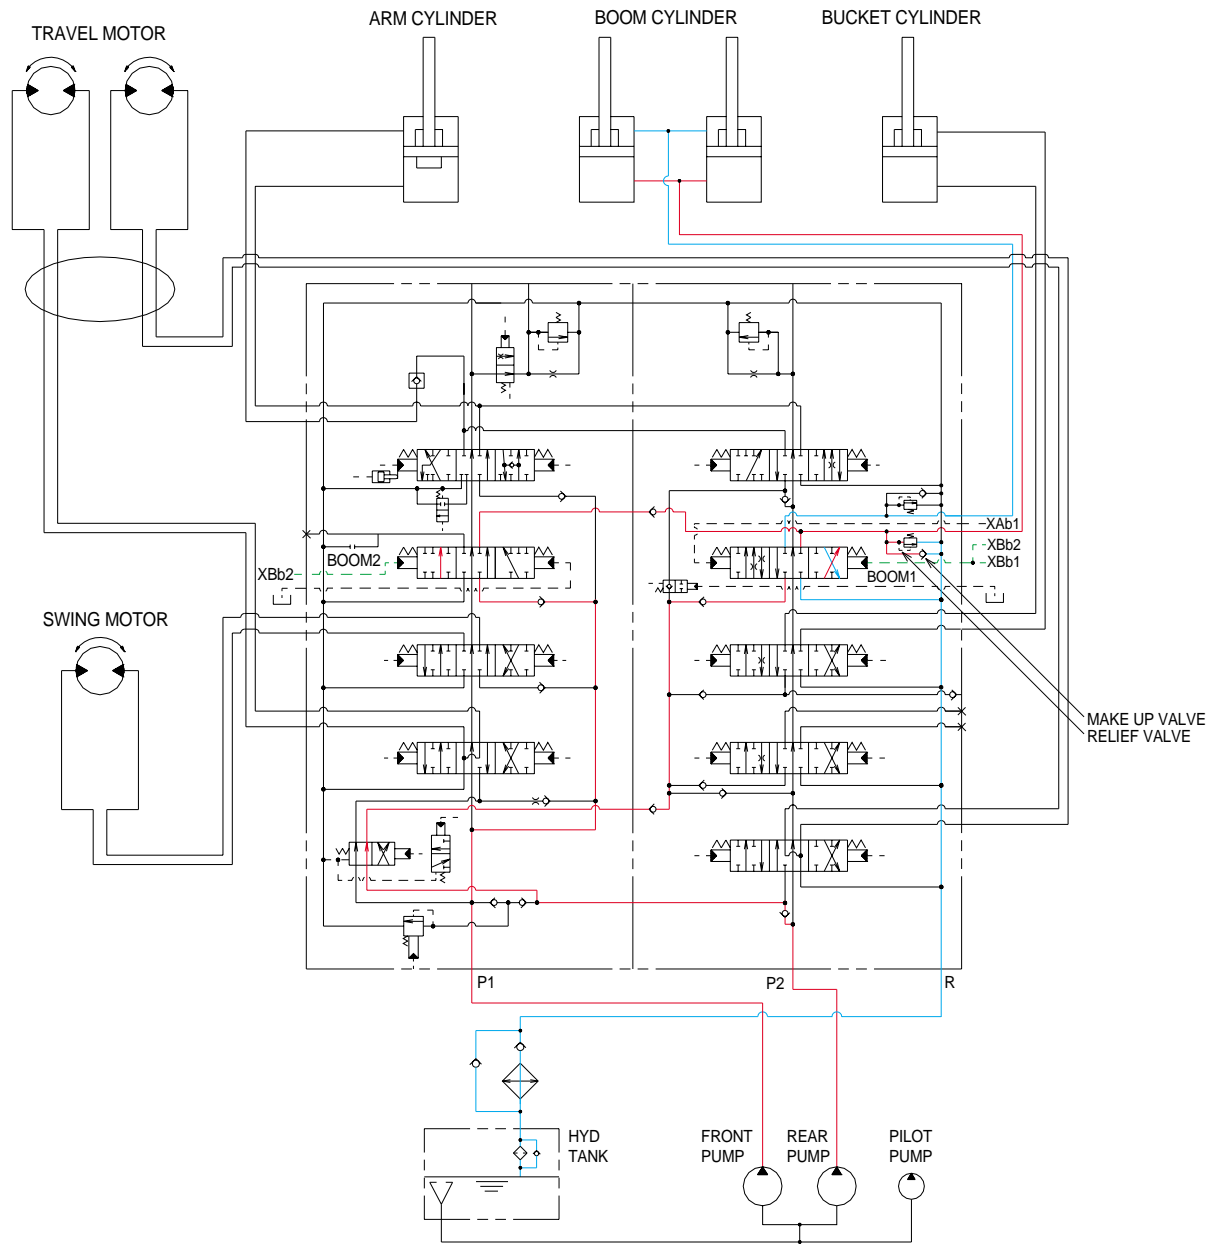 ARM CYLINDER
BOOM CYLINDER
BUCKET CYLINDER
TRAVEL MOTOR
XAb1
BOOM2
XBb2
XBb2
XBb1
BOOM1
SWING MOTOR
MAKE UP VALVE
RELIEF VALVE
P1
P2
R
HYD
TANK
FRONT
PUMP
REAR
PUMP
PILOT
PUMP